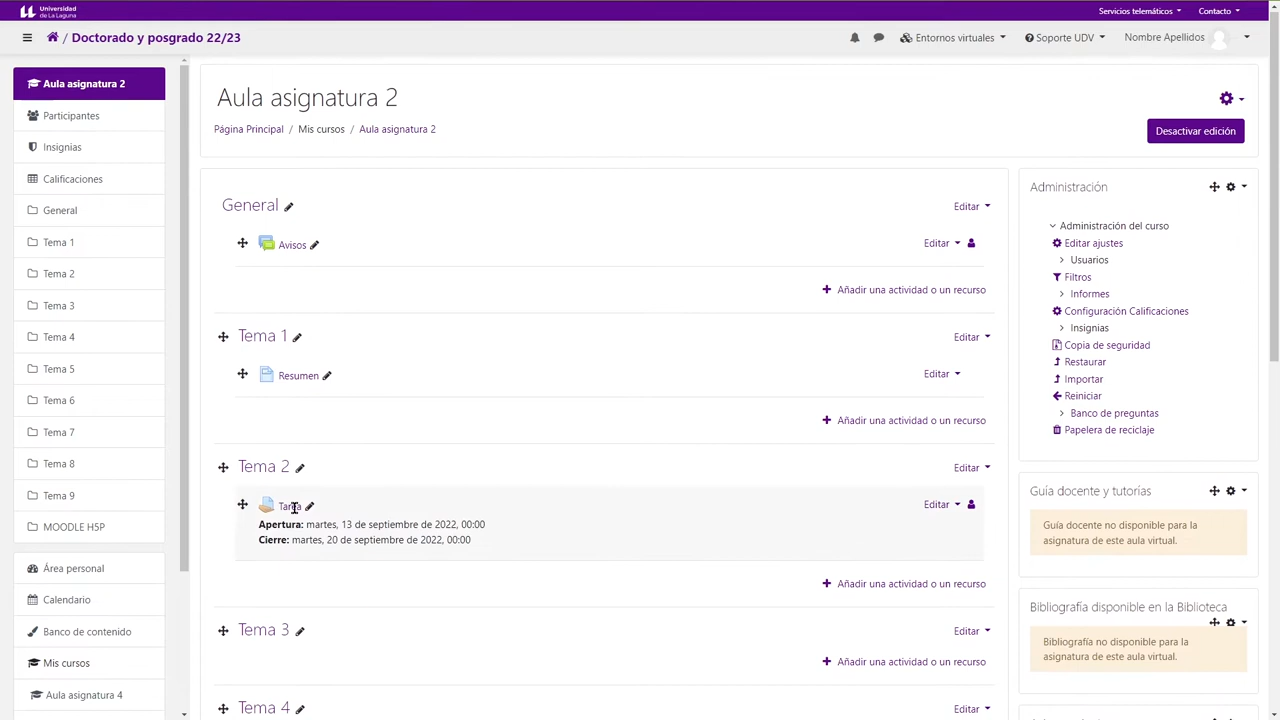 Universidad
de La Laguna
Servicios telemáticos
Contacto
/ Doctorado y posgrado 22/23
Entornos virtuales
Soporte UDV
Nombre Apellidos
Aula asignatura 2
Participantes
Insignias
Calificaciones
General
Tema 1
Tema 2
Tema 3
Tema 4
Tema 5
Tema 6
Tema 7
Tema 8
Tema 9
MOODLE H5P
Área personal
Calendario
Banco de contenido
Mis cursos
Aula asignatura 4
Aula asignatura 2
Página Principal / Mis cursos / Aula asignatura 2
Desactivar edición
General
Editar
Avisos
Editar
Añadir una actividad o un recurso
Tema 1
Editar
Resumen
Editar
Añadir una actividad o un recurso
Tema 2
Editar
Tarea
Editar
Apertura: martes, 13 de septiembre de 2022, 00:00
Cierre: martes, 20 de septiembre de 2022, 00:00
Añadir una actividad o un recurso
Tema 3
Editar
Añadir una actividad o un recurso
Tema 4
Editar
Administración
Administración del curso
Editar ajustes
Usuarios
Filtros
Informes
Configuración Calificaciones
Insignias
Copia de seguridad
Restaurar
Importar
Reiniciar
Banco de preguntas
Papelera de reciclaje
Guía docente y tutorías
Guía docente no disponible para la
asignatura de este aula virtual.
Bibliografía disponible en la Biblioteca
Bibliografía no disponible para la
asignatura de este aula virtual.